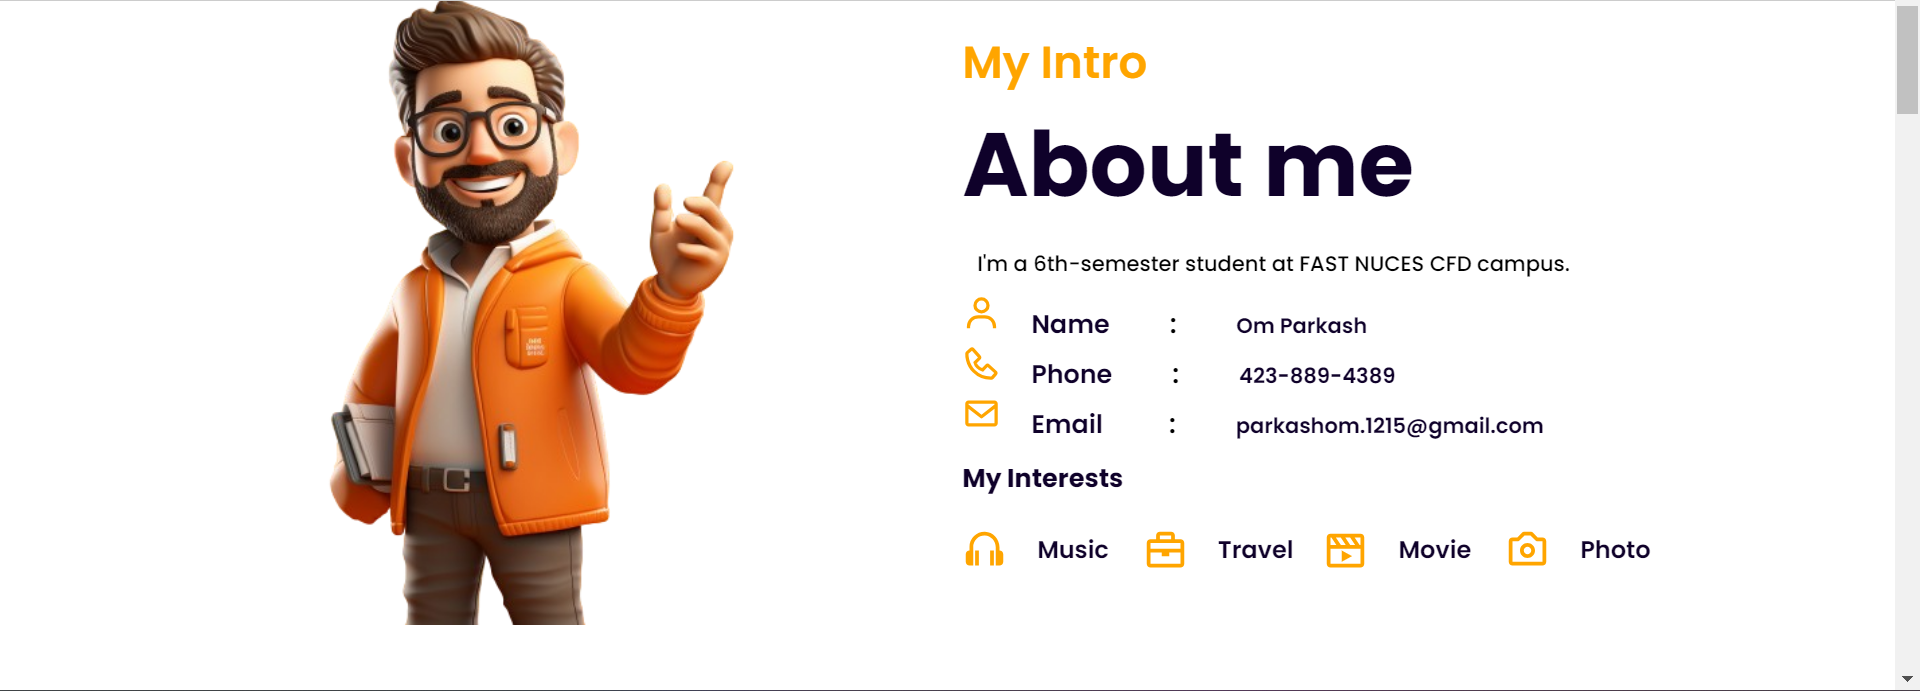 My Intro
About me
I'm a 6th-semester student at FAST NUCES CFD campus.
Name : Om Parkash
Phone : 423-889-4389
Email : parkashom.1215@gmail.com
My Interests
Music Travel Movie Photo